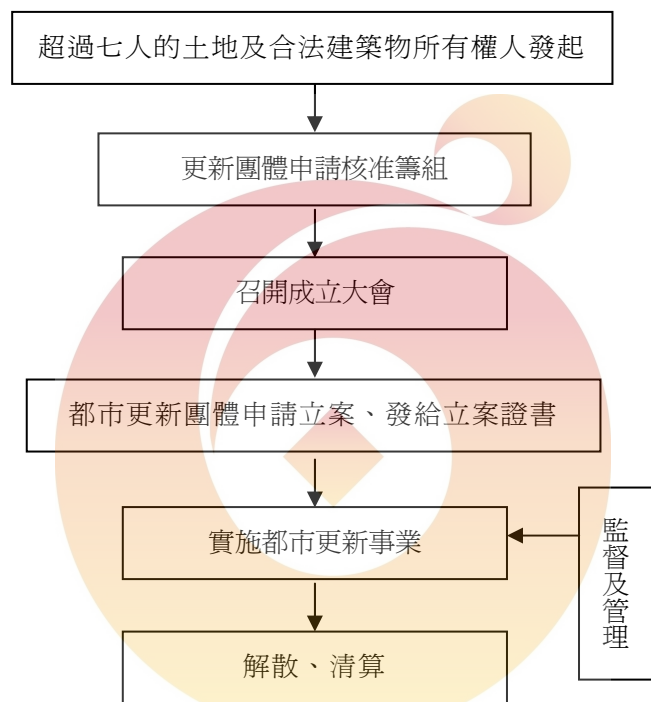 超過七人的土地及合法建築物所有權人發起
更新團體申請核准籌組
召開成立大會
都市更新團體申請立案、發給立案證書
實施都市更新事業
監督及管理
解散、清算